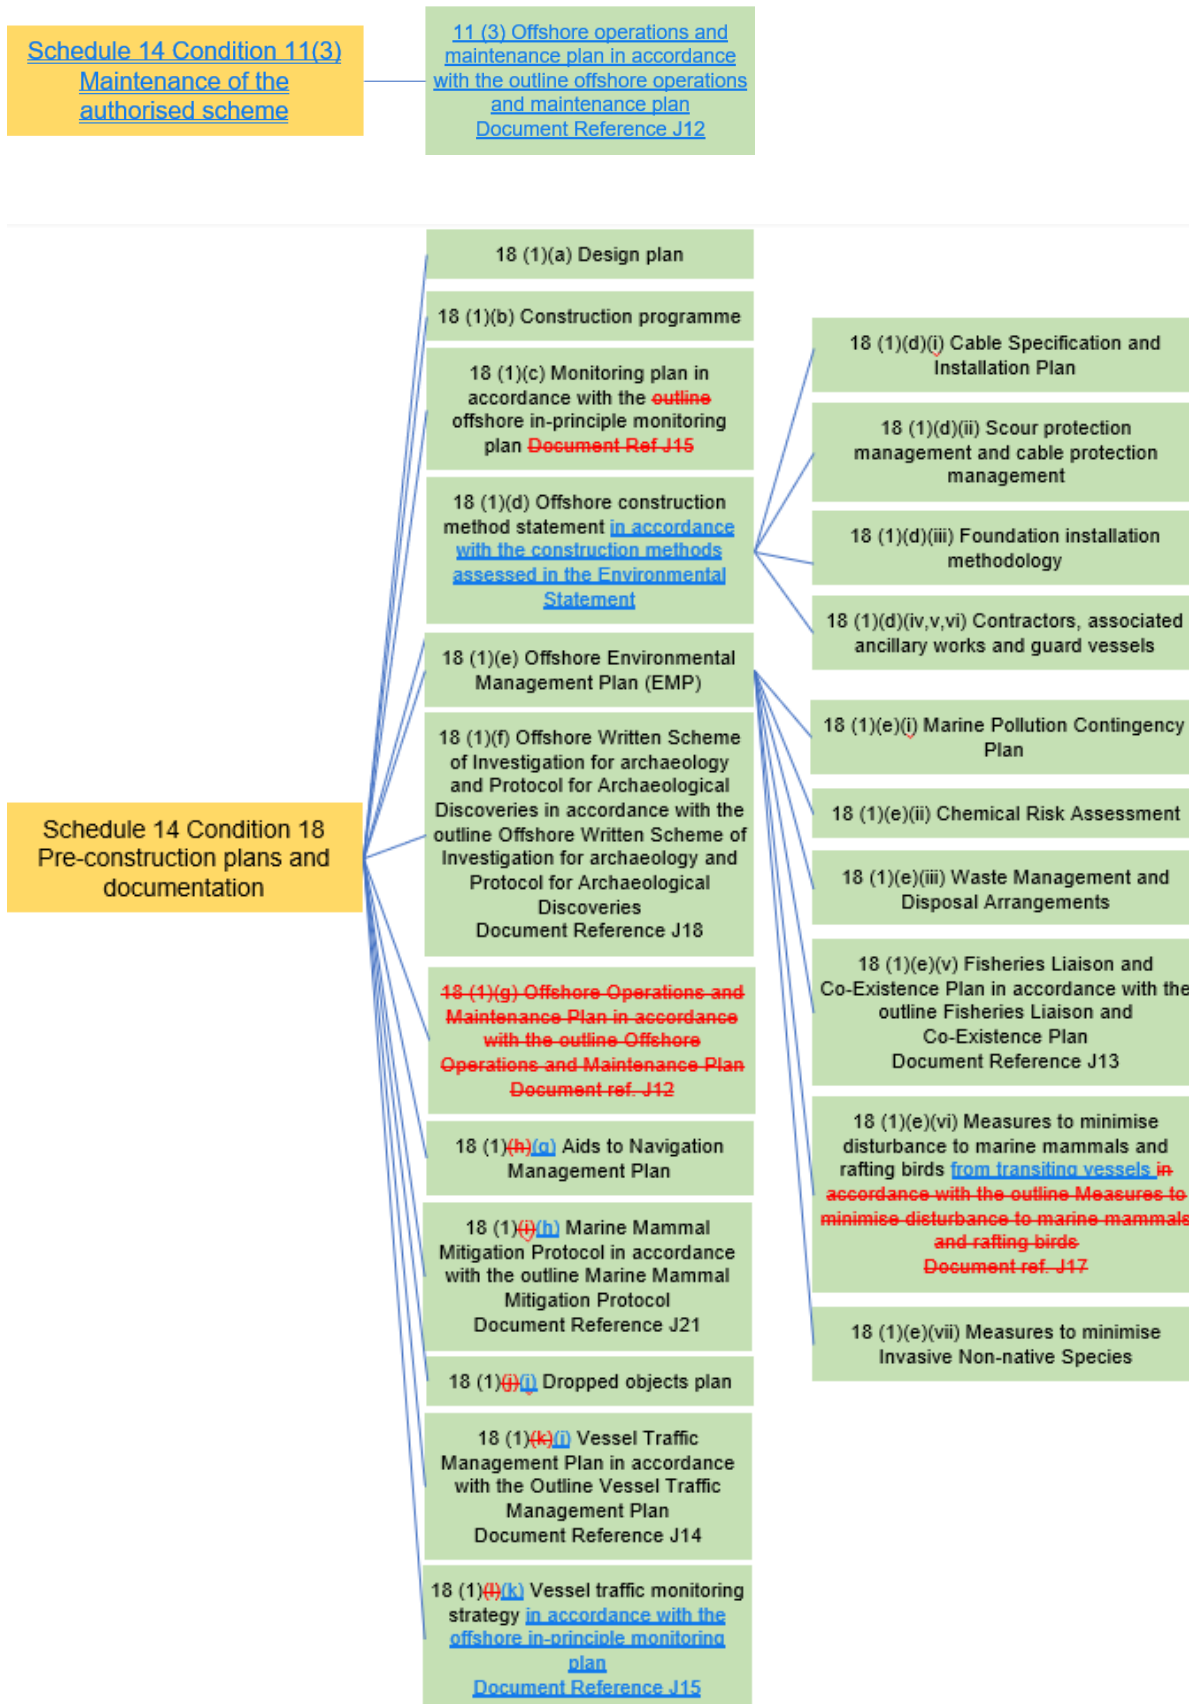 Schedule 14 Condition 11(3)
Maintenance of the
authorised scheme
11 (3) Offshore operations and
maintenance plan in accordance
with the outline offshore operations
and maintenance plan
Document Reference J12
Schedule 14 Condition 18
Pre-construction plans and
documentation
18 (1)(a) Design plan
18 (1)(b) Construction programme
18 (1)(c) Monitoring plan in
accordance with the outline
offshore in-principle monitoring
plan Document Ref J15
18 (1)(d) Offshore construction
method statement in accordance
with the construction methods
assessed in the Environmental
Statement
18 (1)(e) Offshore Environmental
Management Plan (EMP)
18 (1)(f) Offshore Written Scheme
of Investigation for archaeology
and Protocol for Archaeological
Discoveries in accordance with the
outline Offshore Written Scheme of
Investigation for archaeology and
Protocol for Archaeological
Discoveries
Document Reference J18
18 (1)(g) Offshore Operations and
Maintenance Plan in accordance
with the outline Offshore
Operations and Maintenance Plan
Document ref. J12
18 (1)(h)(g) Aids to Navigation
Management Plan
18 (1)(i)(h) Marine Mammal
Mitigation Protocol in accordance
with the outline Marine Mammal
Mitigation Protocol
Document Reference J21
18 (1)(j)(i) Dropped objects plan
18 (1)(k)(j) Vessel Traffic
Management Plan in accordance
with the Outline Vessel Traffic
Management Plan
Document Reference J14
18 (1)(l)(k) Vessel traffic monitoring
strategy in accordance with the
offshore in-principle monitoring
plan
Document Reference J15
18 (1)(d)(i) Cable Specification and
Installation Plan
18 (1)(d)(ii) Scour protection
management and cable protection
management
18 (1)(d)(iii) Foundation installation
methodology
18 (1)(d)(iv,v,vi) Contractors, associated
ancillary works and guard vessels
18 (1)(e)(i) Marine Pollution Contingency
Plan
18 (1)(e)(ii) Chemical Risk Assessment
18 (1)(e)(iii) Waste Management and
Disposal Arrangements
18 (1)(e)(v) Fisheries Liaison and
Co-Existence Plan in accordance with the
outline Fisheries Liaison and
Co-Existence Plan
Document Reference J13
18 (1)(e)(vi) Measures to minimise
disturbance to marine mammals and
rafting birds from transiting vessels in
accordance with the outline Measures to
minimise disturbance to marine mammals
and rafting birds
Document ref. J17
18 (1)(e)(vii) Measures to minimise
Invasive Non-native Species